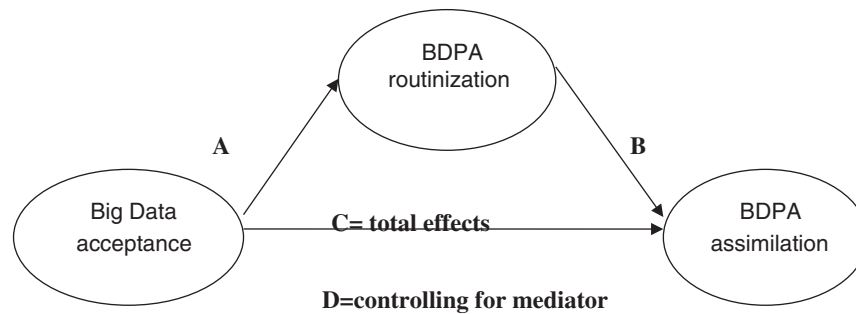 BDPA
routinization
A
B
Big Data
acceptance
C= total effects
BDPA
assimilation
D=controlling for mediator